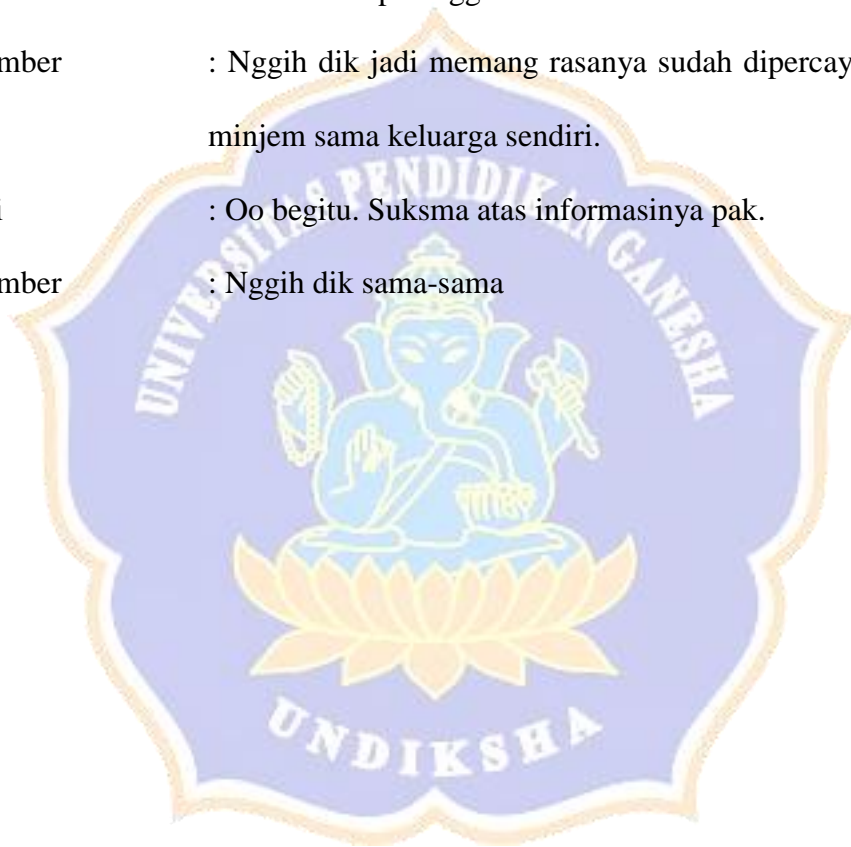 mber : Nggih dik jadi memang rasanya sudah dipercay
minjem sama keluarga sendiri.
i : Oo begitu. Suksma atas informasinya pak.
mber : Nggih dik sama-sama
UNIVERSITAS PENDIDIKAN GANESHA
UNDIKSHA